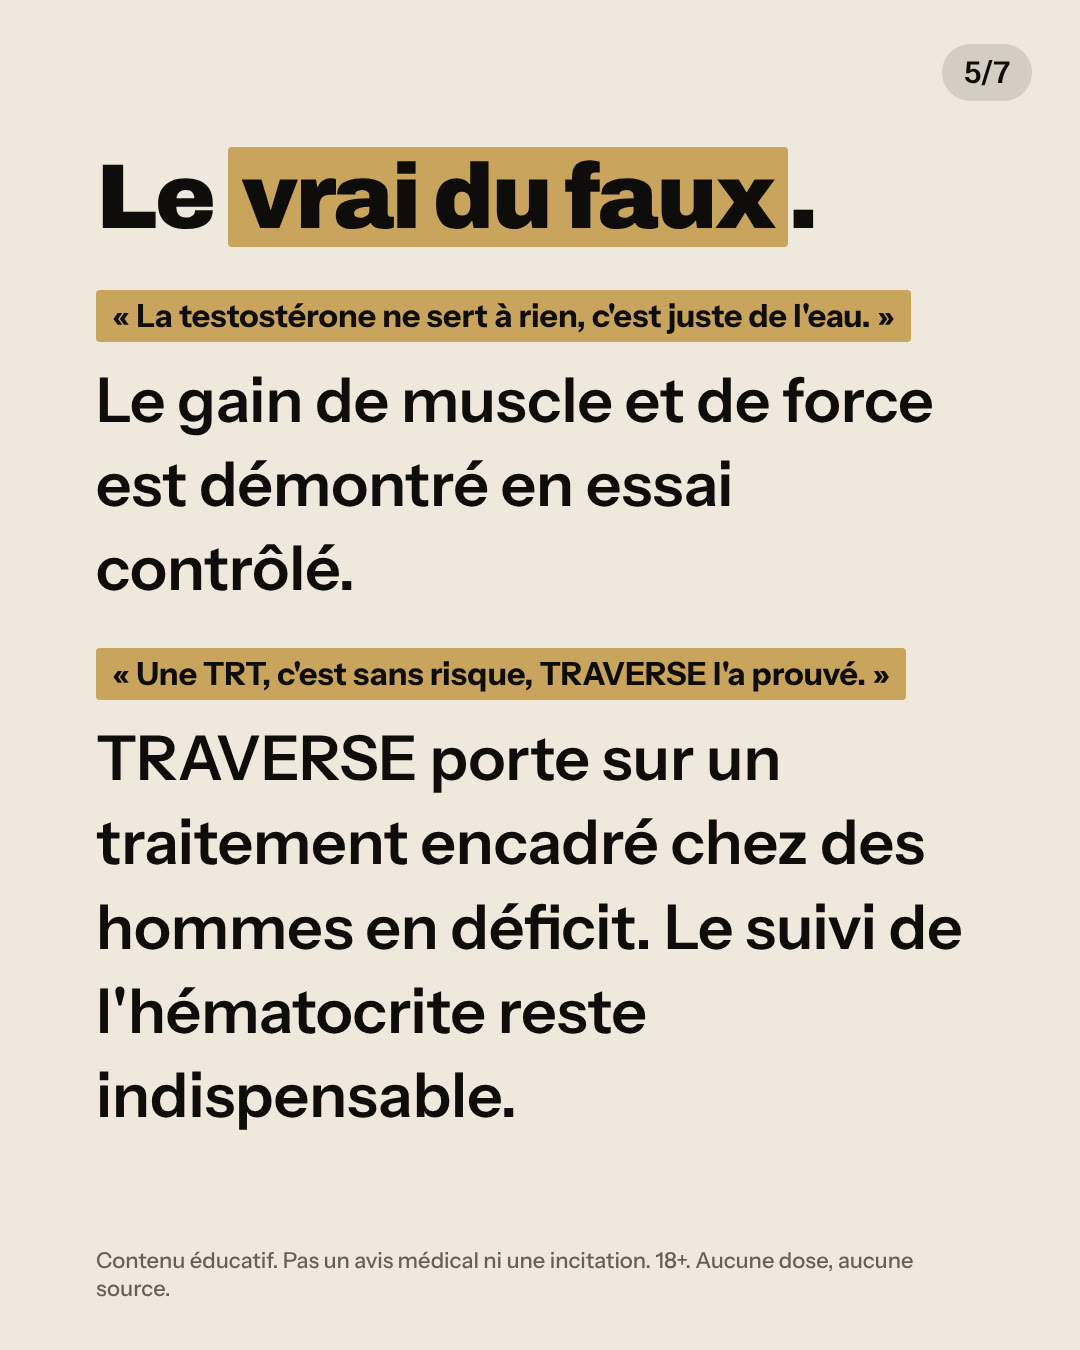 5/7
Le vrai du faux.
« La testostérone ne sert à rien, c'est juste de l'eau. »
Le gain de muscle et de force
est démontré en essai
contrôlé.
« Une TRT, c'est sans risque, TRAVERSE l'a prouvé. »
TRAVERSE porte sur un
traitement encadré chez des
hommes en déficit. Le suivi de
l'hématocrite reste
indispensable.
Contenu éducatif. Pas un avis médical ni une incitation. 18+. Aucune dose, aucune
source.